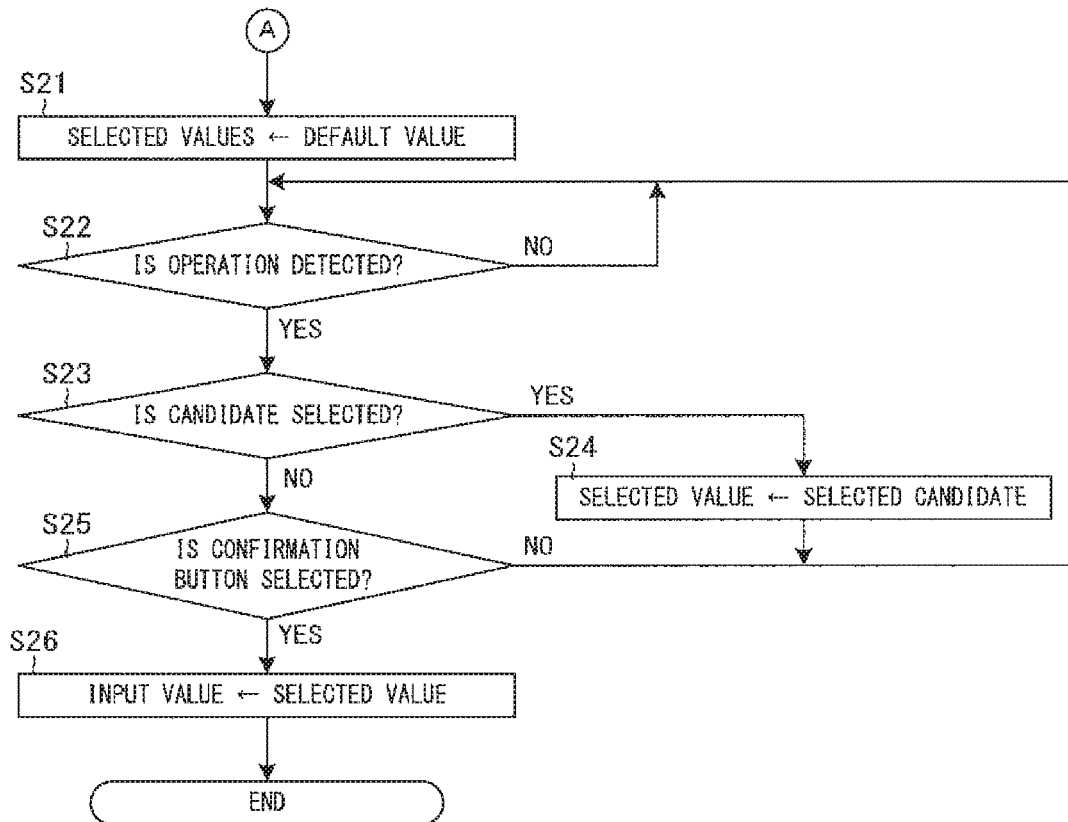 A
S21
SELECTED VALUES ← DEFAULT VALUE
S22
IS OPERATION DETECTED?
NO
YES
S23
IS CANDIDATE SELECTED?
YES
NO
S24
SELECTED VALUE ← SELECTED CANDIDATE
S25
IS CONFIRMATION
BUTTON SELECTED?
NO
YES
S26
INPUT VALUE ← SELECTED VALUE
END